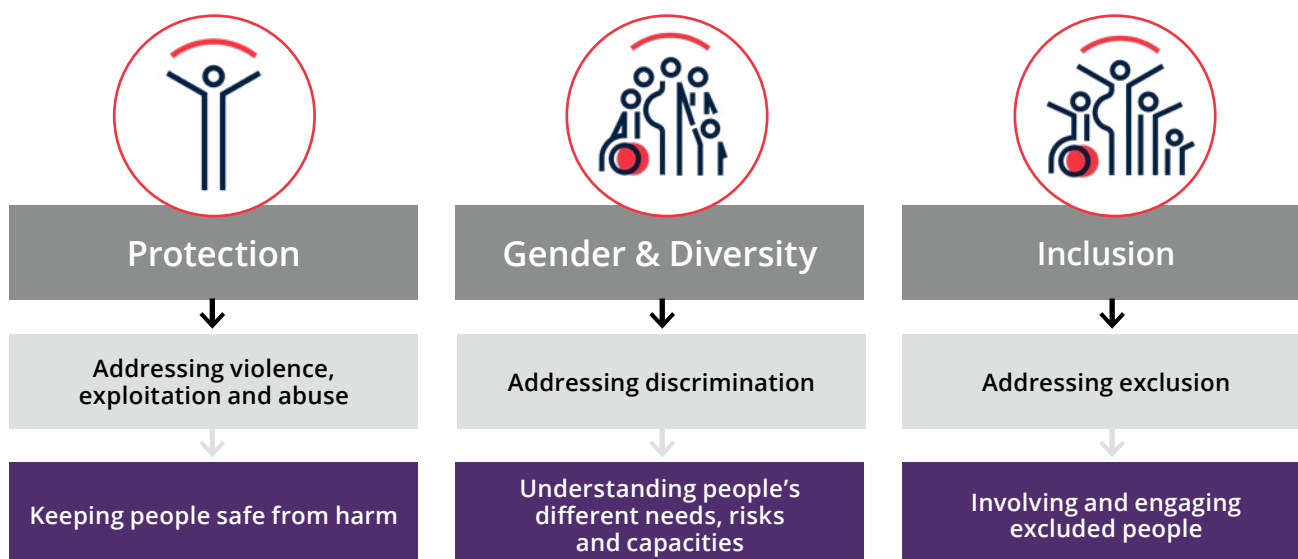 Protection
Addressing violence,
exploitation and abuse
Keeping people safe from harm
Gender & Diversity
Addressing discrimination
Understanding people’s
different needs, risks
and capacities
Inclusion
Addressing exclusion
Involving and engaging
excluded people